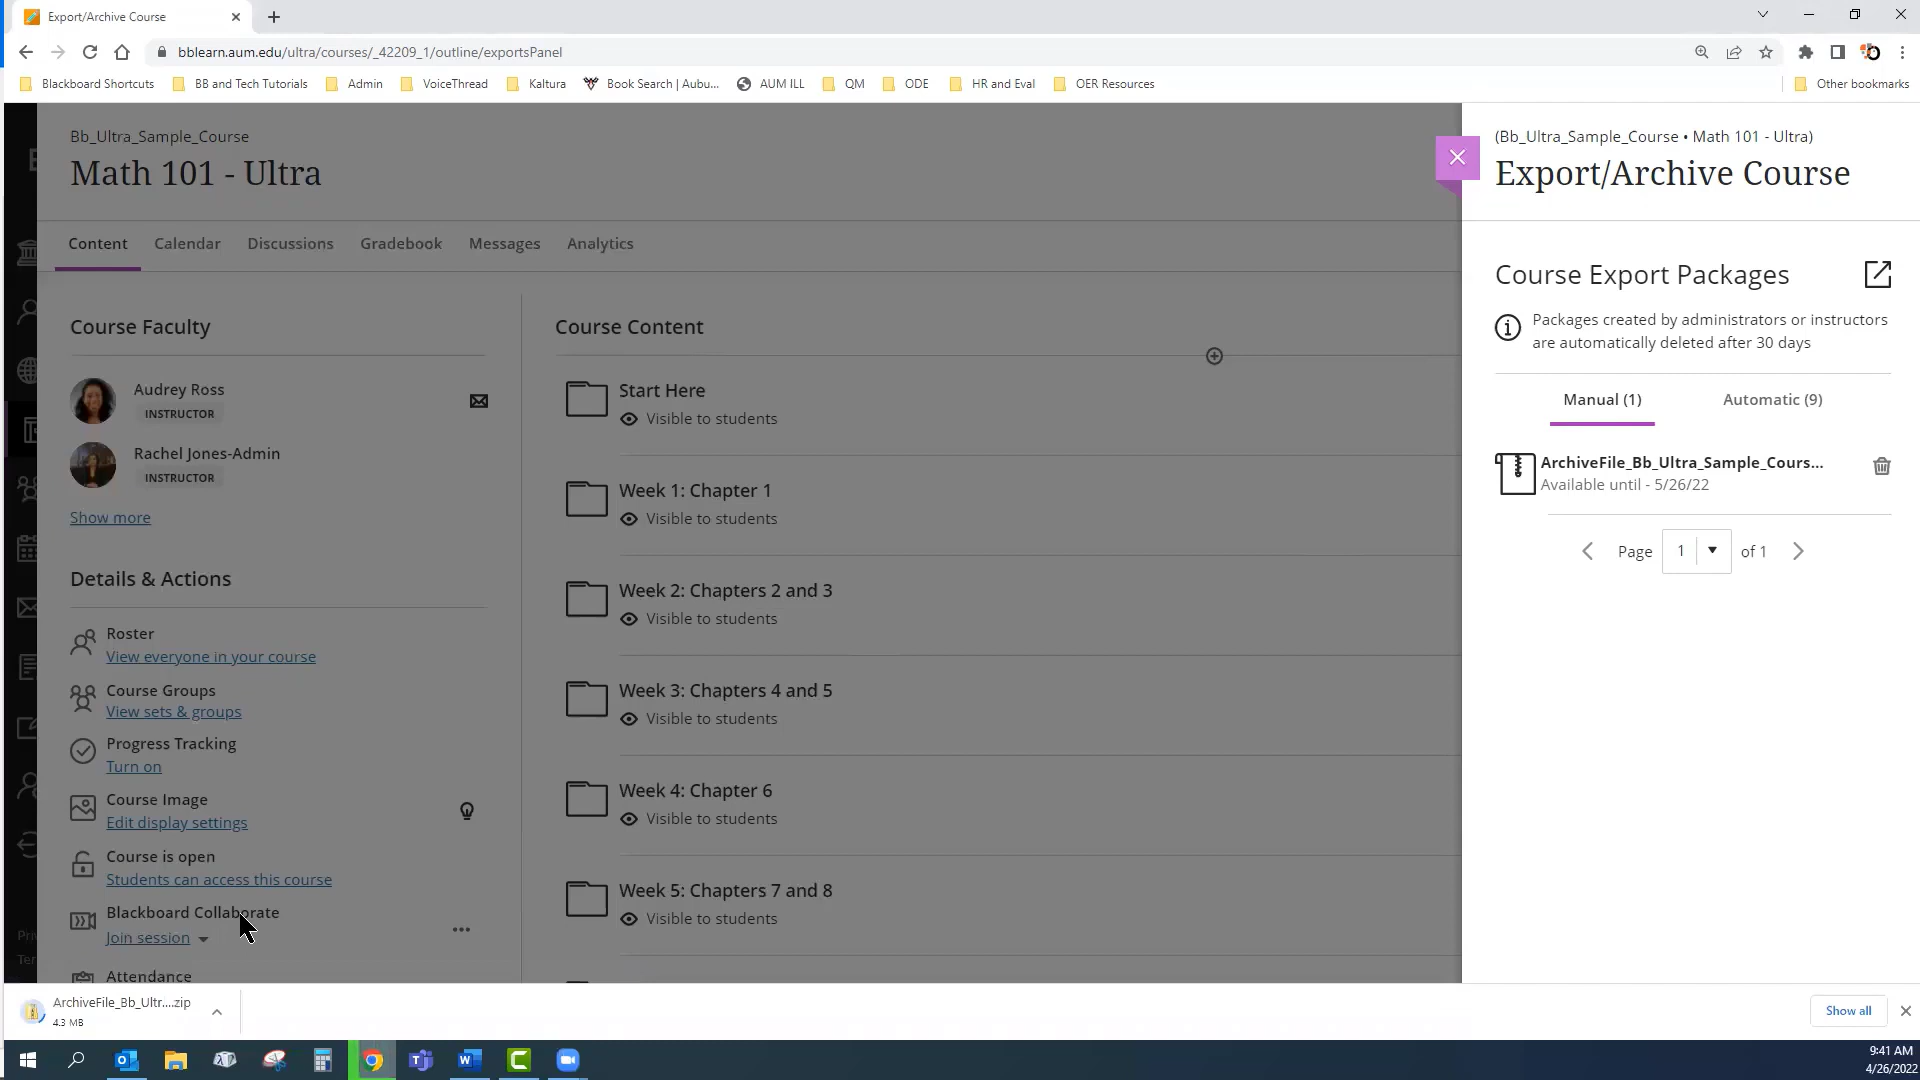 Export/Archive Course
bblearn.aum.edu/ultra/courses/_42209_1/outline/exportsPanel
Blackboard Shortcuts
BB and Tech Tutorials
Admin
VoiceThread
Kaltura
Book Search | Aubu...
AUM ILL
QM
ODE
HR and Eval
OER Resources
Other bookmarks
Bb_Ultra_Sample_Course
Math 101 - Ultra
Content
Calendar
Discussions
Gradebook
Messages
Analytics
Course Faculty
Audrey Ross
INSTRUCTOR
Rachel Jones-Admin
INSTRUCTOR
Show more
Details & Actions
Roster
View everyone in your course
Course Groups
View sets & groups
Progress Tracking
Turn on
Course Image
Edit display settings
Course is open
Students can access this course
Blackboard Collaborate
Join session
Attendance
Course Content
Start Here
Visible to students
Week 1: Chapter 1
Visible to students
Week 2: Chapters 2 and 3
Visible to students
Week 3: Chapters 4 and 5
Visible to students
Week 4: Chapter 6
Visible to students
Week 5: Chapters 7 and 8
Visible to students
(Bb_Ultra_Sample_Course • Math 101 - Ultra)
Export/Archive Course
Course Export Packages
Packages created by administrators or instructors
are automatically deleted after 30 days
Manual (1)
Automatic (9)
ArchiveFile_Bb_Ultra_Sample_Cours...
Available until - 5/26/22
Page 1 of 1
ArchiveFile_Bb_Ultr....zip
4.3 MB
Show all
9:41 AM
4/26/2022